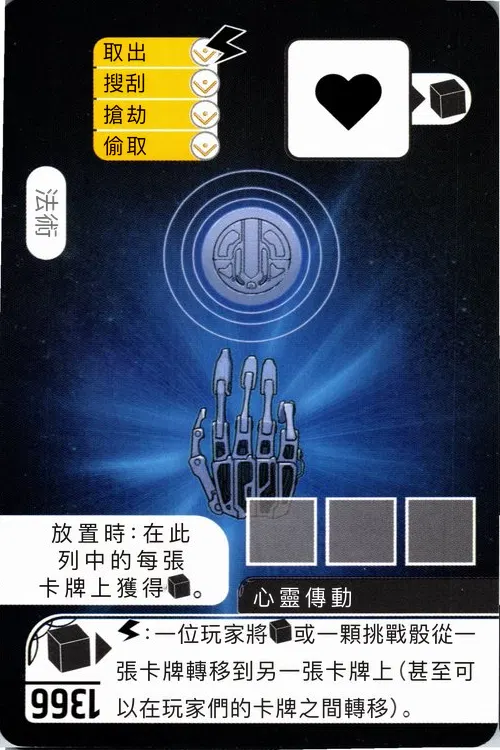 取出
搜刮
搶劫
偷取
法術
放置時：在此
列中的每張
卡牌上獲得。
心靈傳動
：一位玩家將或一顆挑戰骰從一
張卡牌轉移到另一張卡牌上（甚至可
以在玩家們的卡牌之間轉移）。
1366